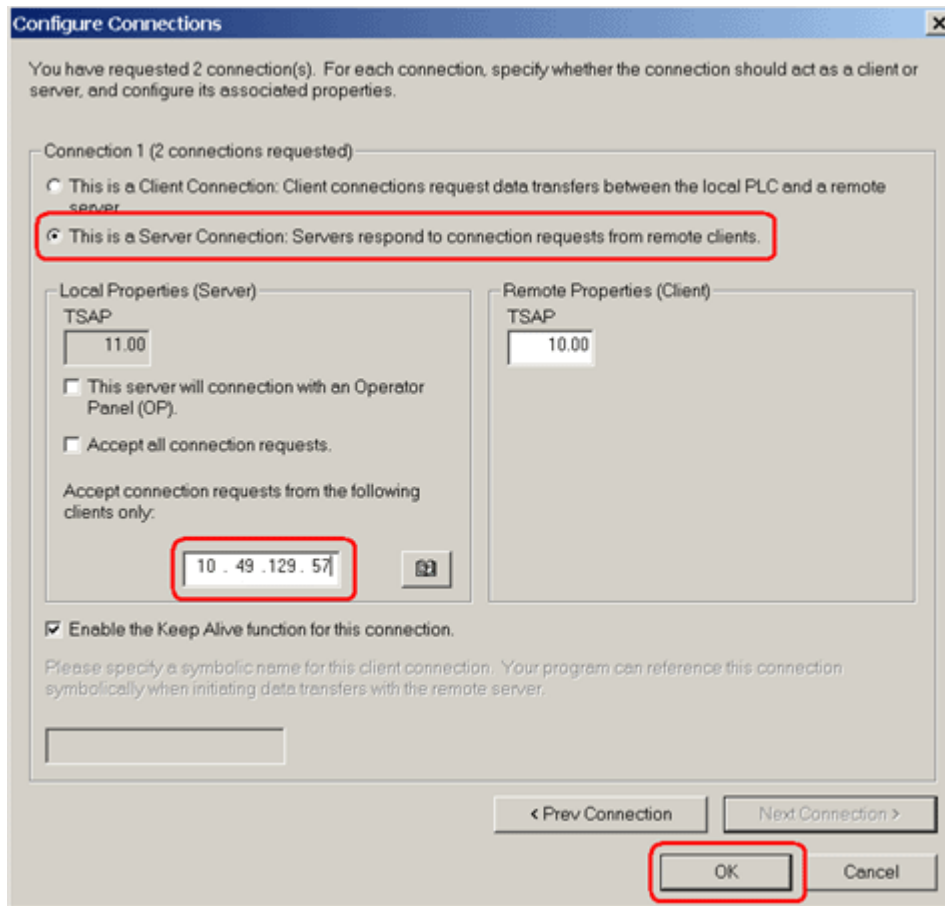 Configure Connections
You have requested 2 connection(s). For each connection, specify whether the connection should act as a client or
server, and configure its associated properties.
Connection 1 (2 connections requested)
This is a Client Connection: Client connections request data transfers between the local PLC and a remote
server.
This is a Server Connection: Servers respond to connection requests from remote clients.
Local Properties (Server)
TSAP
11.00
This server will connection with an Operator
Panel (OP).
Accept all connection requests.
Accept connection requests from the following
clients only:
10 . 49 .129 . 57
Remote Properties (Client)
TSAP
10.00
Enable the Keep Alive function for this connection.
Please specify a symbolic name for this client connection. Your program can reference this connection
symbolically when initiating data transfers with the remote server.
< Prev Connection
Next Connection >
OK
Cancel